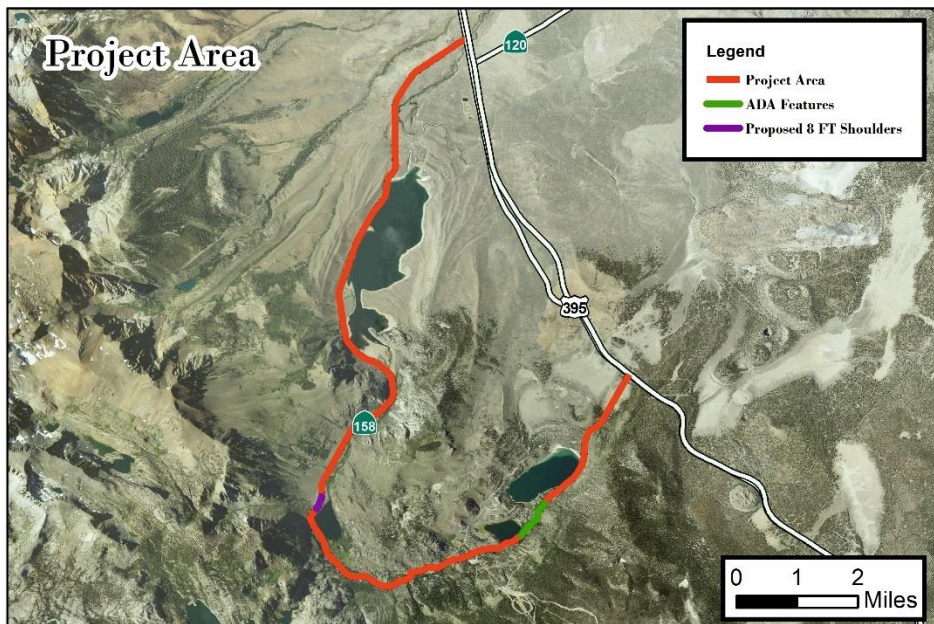 Project Area
120
Legend
Project Area
ADA Features
Proposed 8 FT Shoulders
395
158
0 1 2
Miles